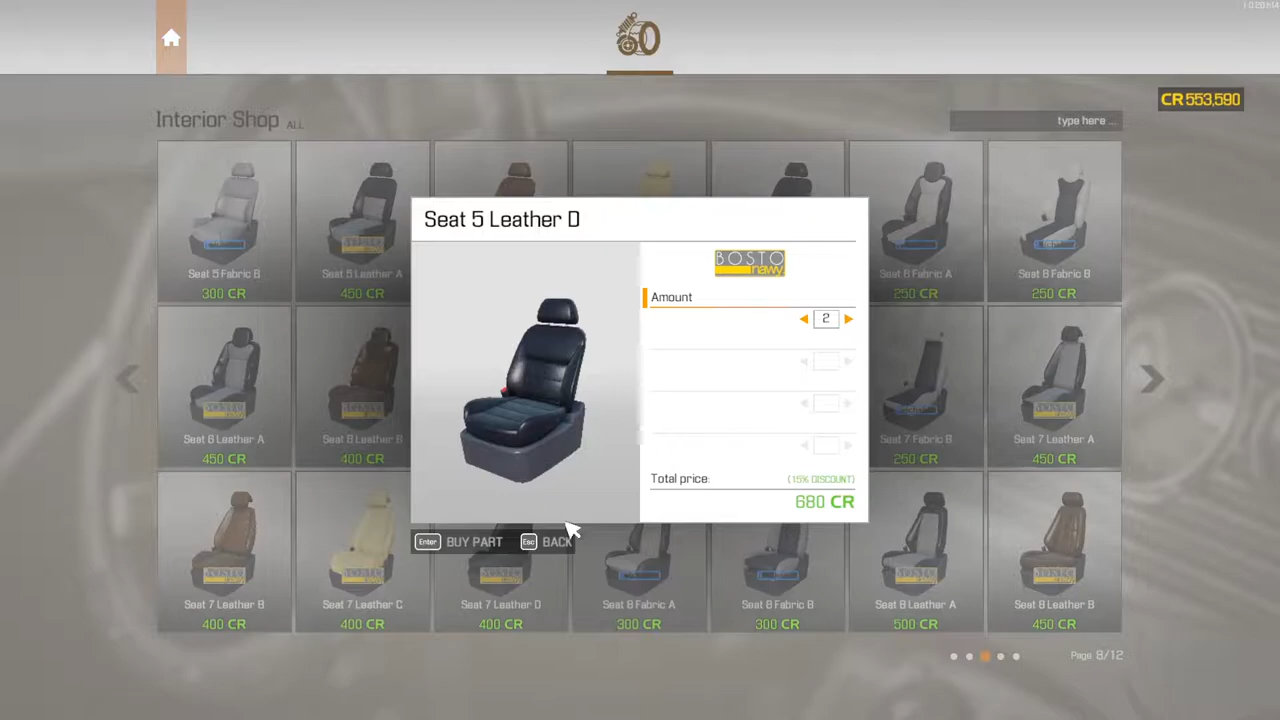 CR 553,590
Interior Shop ALL
type here ...
Seat 5 Fabric B
300 CR
Seat 5 Leather A
450 CR
Seat 6 Fabric A
250 CR
Seat 6 Fabric B
250 CR
Seat 5 Leather D
BOSTO
nawy
Amount
2
Total price:
(15% DISCOUNT)
680 CR
Enter BUY PART Esc BACK
Seat 6 Leather A
450 CR
Seat 6 Leather B
400 CR
Seat 7 Fabric B
250 CR
Seat 7 Leather A
450 CR
Seat 7 Leather B
400 CR
Seat 7 Leather C
400 CR
Seat 7 Leather D
400 CR
Seat 8 Fabric A
300 CR
Seat 8 Fabric B
300 CR
Seat 8 Leather A
500 CR
Seat 8 Leather B
450 CR
Page 8/12